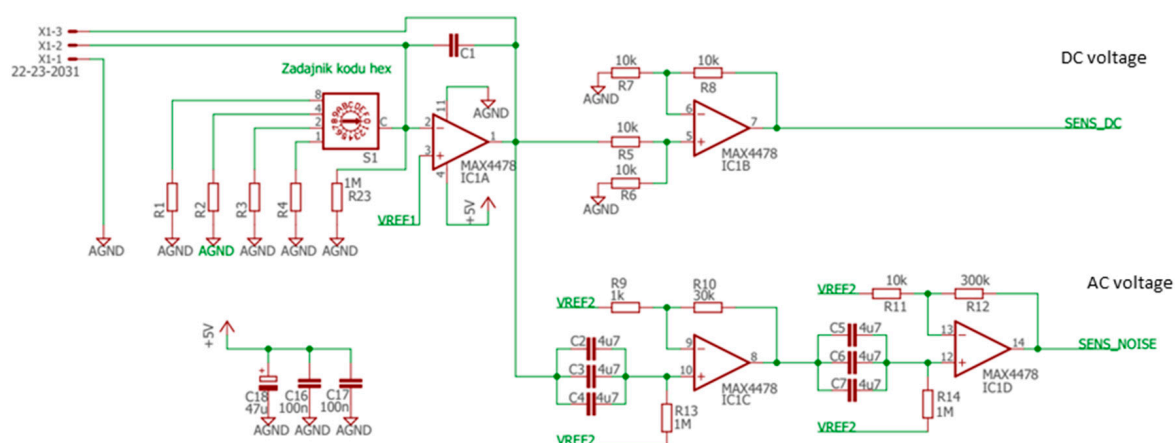 X1-3
X1-2
X1-1
22-23-2031
Zadajnik kodu hex
8
4
2
1
C
S1
C1
11
AGND
2
3
1
4
MAX4478
IC1A
+5V
VREF1
1M
R23
R1
R2
R3
R4
AGND
AGND
AGND
AGND
AGND
AGND
10k
R7
AGND
10k
R8
10k
R5
10k
R6
AGND
6
5
7
MAX4478
IC1B
DC voltage
SENS_DC
AC voltage
VREF2
R9
1k
R10
30k
C2
4u7
C3
4u7
C4
4u7
9
10
8
MAX4478
IC1C
R13
1M
VREF2
VREF2
10k
R11
300k
R12
C5
4u7
C6
4u7
C7
4u7
13
12
14
MAX4478
IC1D
SENS_NOISE
R14
1M
VREF2
+5V
+
C18
47u
C16
100n
C17
100n
AGND
AGND
AGND